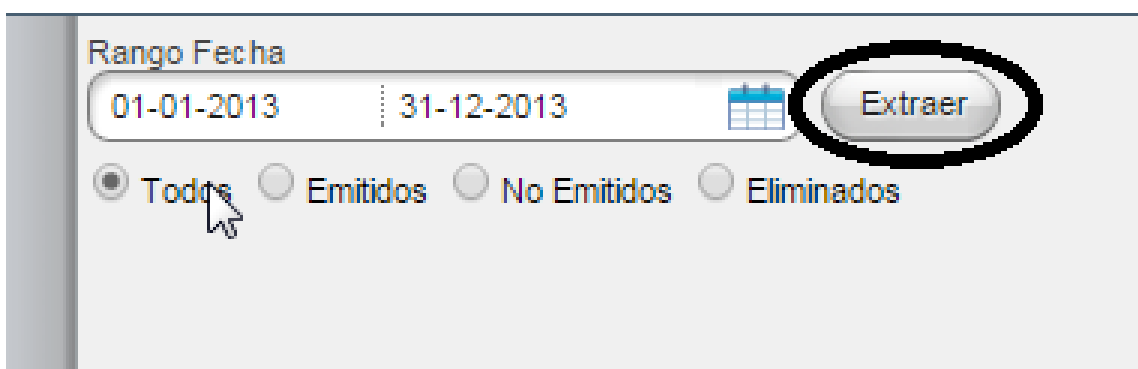 Rango Fecha
01-01-2013 31-12-2013 Extraer
Todos Emitidos No Emitidos Eliminados